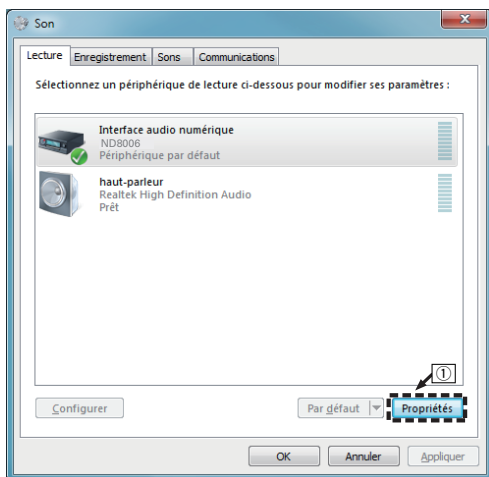 Son
Lecture Enregistrement Sons Communications
Sélectionnez un périphérique de lecture ci-dessous pour modifier ses paramètres :
Interface audio numérique
ND8006
Périphérique par défaut
haut-parleur
Realtek High Definition Audio
Prêt
①
Configurer Par défaut Propriétés
OK Annuler Appliquer